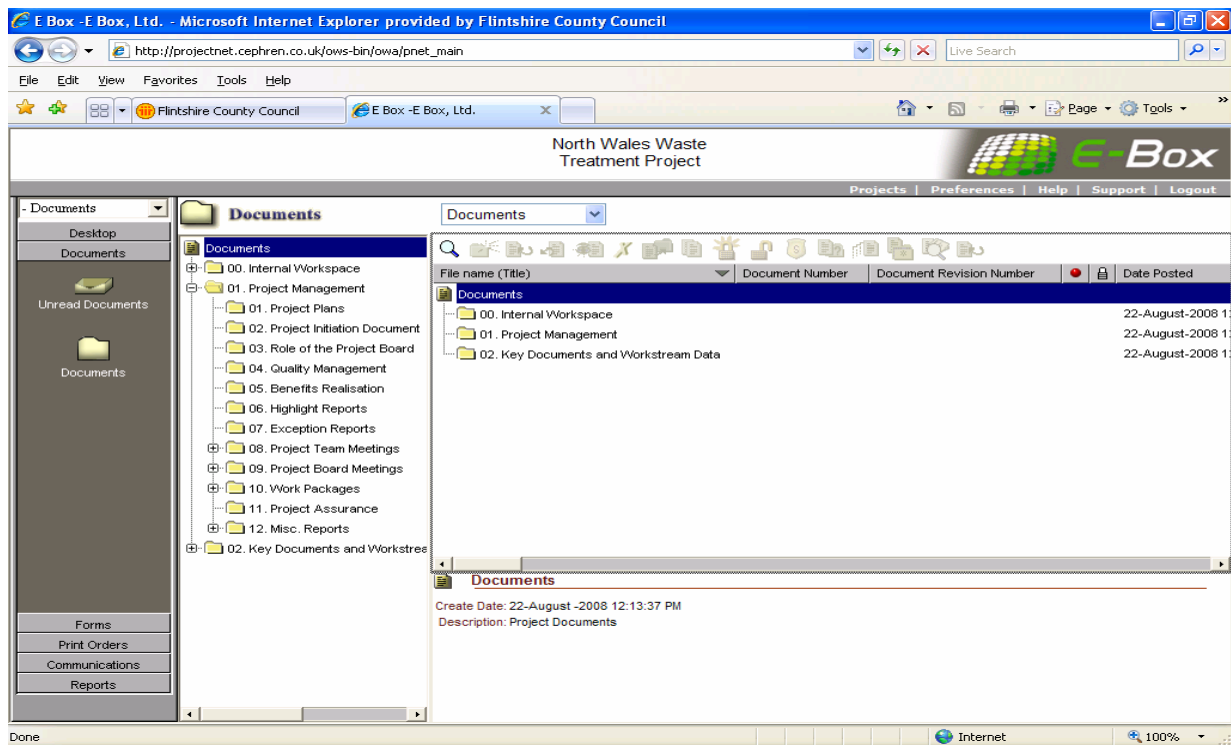 E Box -E Box, Ltd. - Microsoft Internet Explorer provided by Flintshire County Council
http://projectnet.cephren.co.uk/ows-bin/owa/pnet_main
Live Search
File Edit View Favorites Tools Help
Flintshire County Council
E Box -E Box, Ltd.
Page
Tools
North Wales Waste
Treatment Project
E-Box
Projects | Preferences | Help | Support | Logout
- Documents
Desktop
Documents
Unread Documents
Documents
Forms
Print Orders
Communications
Reports
Documents
Documents
00. Internal Workspace
01. Project Management
01. Project Plans
02. Project Initiation Document
03. Role of the Project Board
04. Quality Management
05. Benefits Realisation
06. Highlight Reports
07. Exception Reports
08. Project Team Meetings
09. Project Board Meetings
10. Work Packages
11. Project Assurance
12. Misc. Reports
02. Key Documents and Workstrea
Documents
File name (Title) Document Number Document Revision Number Date Posted
Documents
00. Internal Workspace 22-August-2008 1
01. Project Management 22-August-2008 1
02. Key Documents and Workstream Data 22-August-2008 1
Documents
Create Date: 22-August -2008 12:13:37 PM
Description: Project Documents
Done
Internet
100%